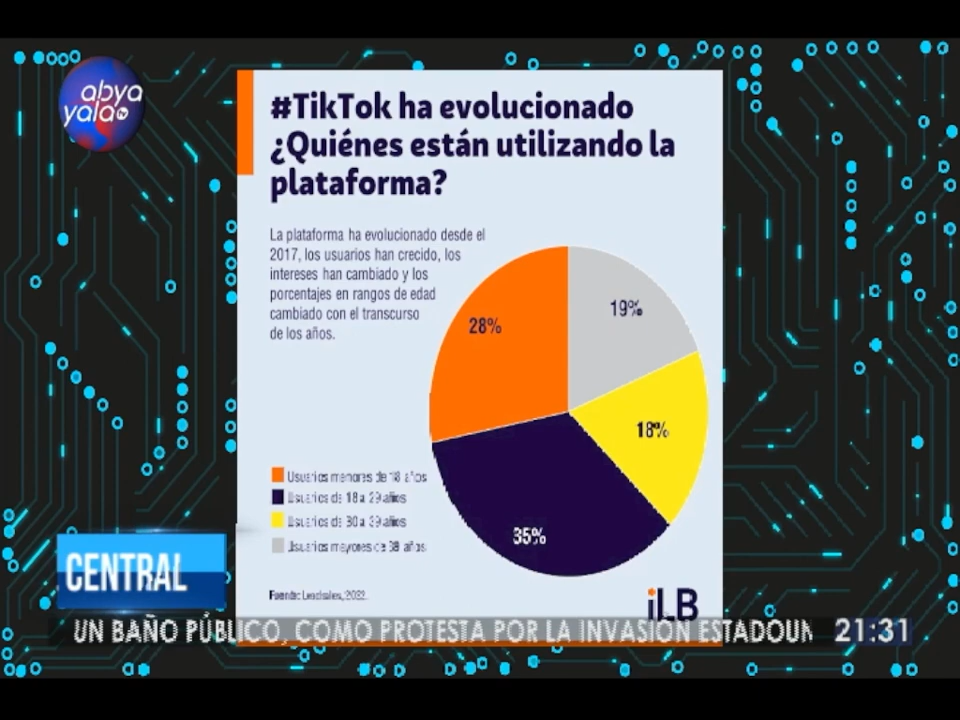 abya
yala tv
#TikTok ha evolucionado
¿Quiénes están utilizando la
plataforma?
La plataforma ha evolucionado desde el
2017, los usuarios han crecido, los
intereses han cambiado y los
porcentajes en rangos de edad
cambiado con el transcurso
de los años.
19%
28%
18%
35%
Usuarios menores de 18 años
Usuarios de 18 a 29 años
Usuarios de 30 a 39 años
Usuarios mayores de 39 años
Fuente: Leadsales, 2022.
iLB
CENTRAL
UN BAÑO PÚBLICO, COMO PROTESTA POR LA INVASIÓN ESTADOUN
21:31